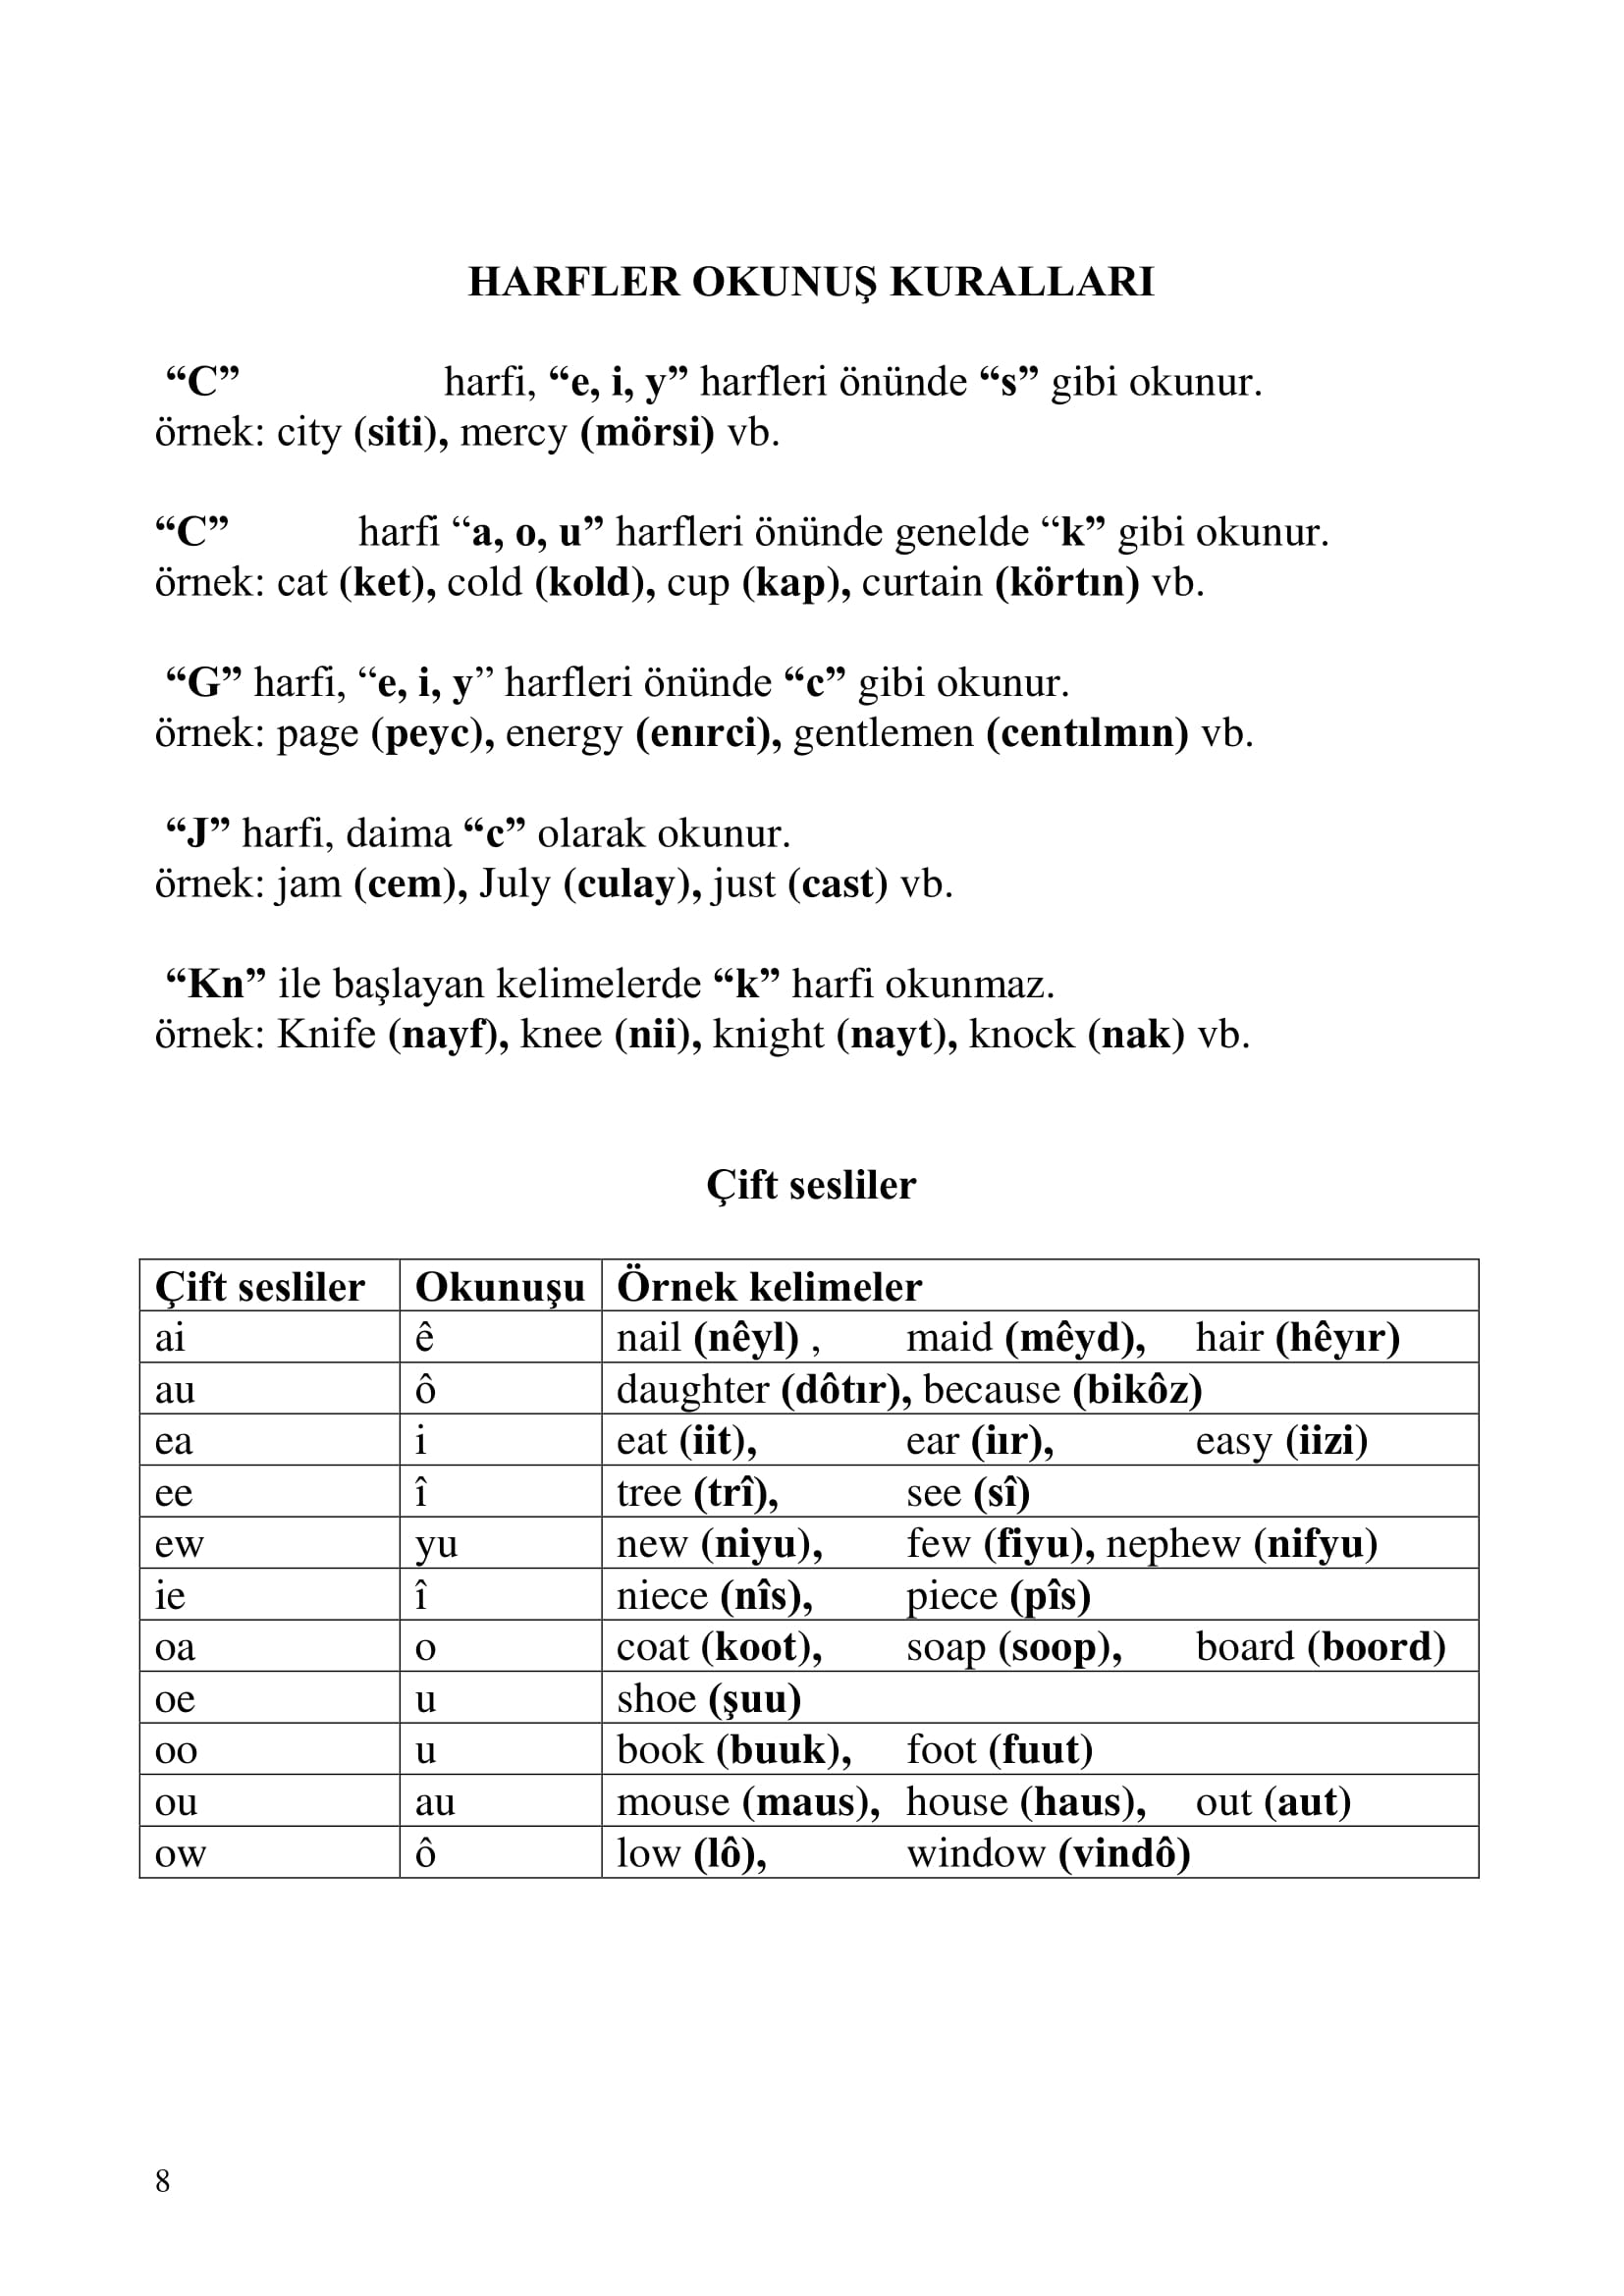 HARFLER OKUNUŞ KURALLARI
“C” harfi, “e, i, y” harfleri önünde “s” gibi okunur.
örnek: city (siti), mercy (mörsi) vb.
“C” harfi “a, o, u” harfleri önünde genelde “k” gibi okunur.
örnek: cat (ket), cold (kold), cup (kap), curtain (körtın) vb.
“G” harfi, “e, i, y” harfleri önünde “c” gibi okunur.
örnek: page (peyc), energy (enırci), gentlemen (centılmın) vb.
“J” harfi, daima “c” olarak okunur.
örnek: jam (cem), July (culay), just (cast) vb.
“Kn” ile başlayan kelimelerde “k” harfi okunmaz.
örnek: Knife (nayf), knee (nii), knight (nayt), knock (nak) vb.
Çift sesliler
Çift sesliler Okunuşu Örnek kelimeler
ai ê nail (nêyl) , maid (mêyd), hair (hêyır)
au ô daughter (dôtır), because (bikôz)
ea i eat (iit), ear (iır), easy (iizi)
ee î tree (trî), see (sî)
ew yu new (niyu), few (fiyu), nephew (nifyu)
ie î niece (nîs), piece (pîs)
oa o coat (koot), soap (soop), board (boord)
oe u shoe (şuu)
oo u book (buuk), foot (fuut)
ou au mouse (maus), house (haus), out (aut)
ow ô low (lô), window (vindô)
8